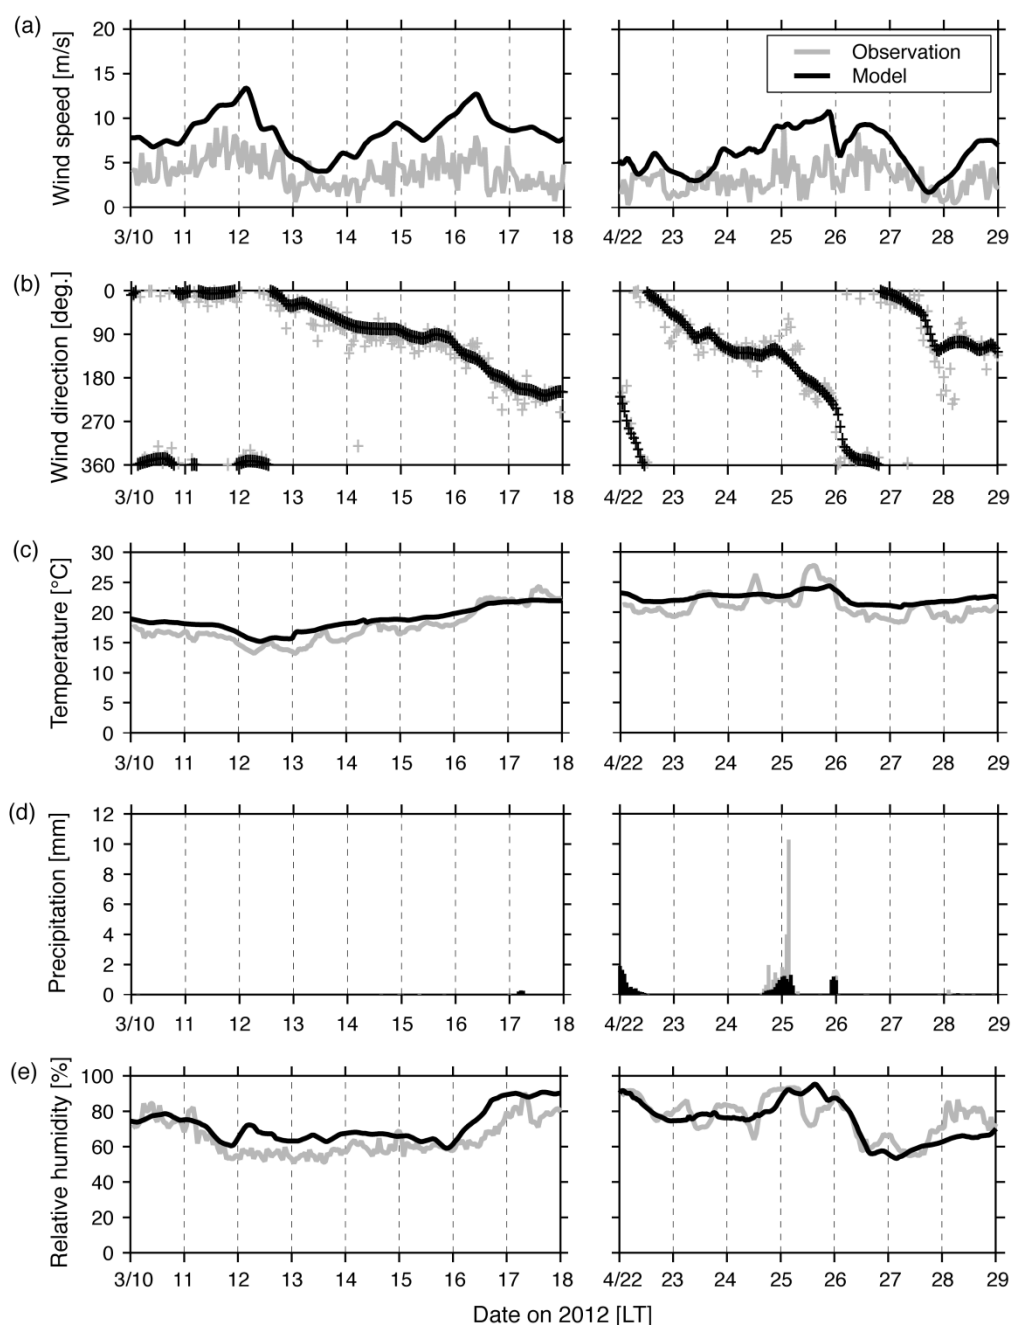 (a)
Wind speed [m/s]
20
15
10
5
0
3/10 11 12 13 14 15 16 17 18
Observation
Model
4/22 23 24 25 26 27 28 29
(b)
Wind direction [deg.]
0
90
180
270
360
3/10 11 12 13 14 15 16 17 18
4/22 23 24 25 26 27 28 29
(c)
Temperature [°C]
30
25
20
15
10
5
0
3/10 11 12 13 14 15 16 17 18
4/22 23 24 25 26 27 28 29
(d)
Precipitation [mm]
12
10
8
6
4
2
0
3/10 11 12 13 14 15 16 17 18
4/22 23 24 25 26 27 28 29
(e)
Relative humidity [%]
100
80
60
40
20
0
3/10 11 12 13 14 15 16 17 18
4/22 23 24 25 26 27 28 29
Date on 2012 [LT]